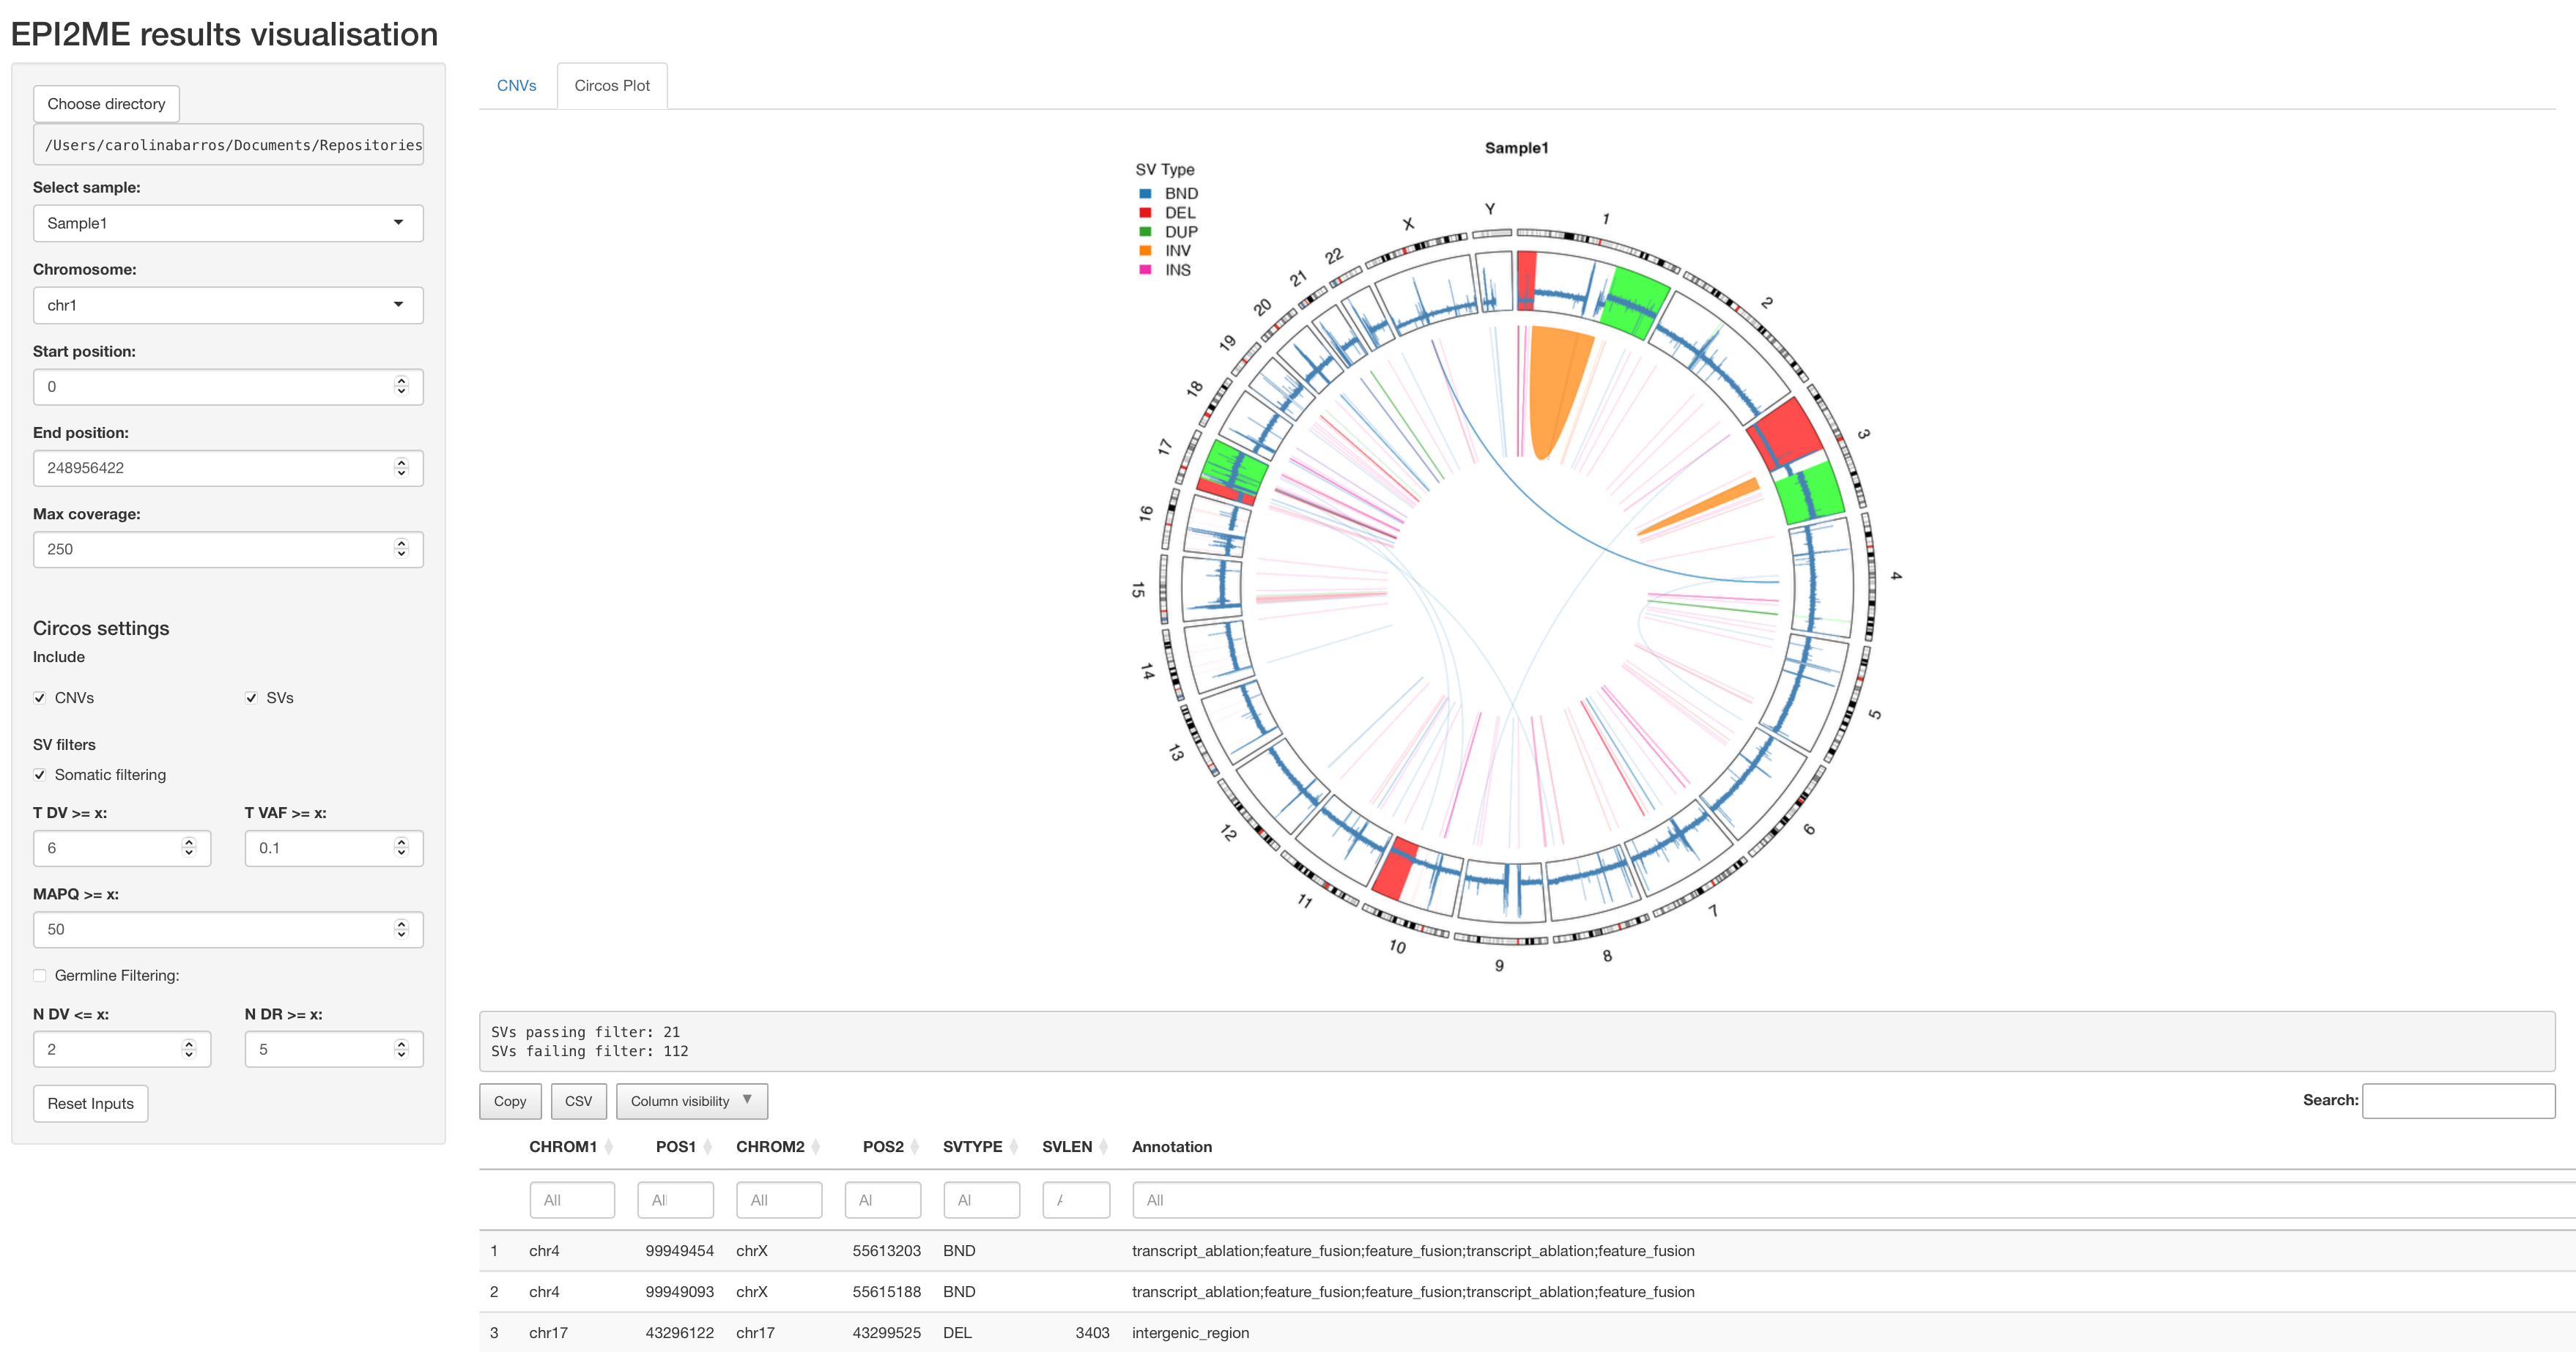 EPI2ME results visualisation
Choose directory
/Users/carolinabarros/Documents/Repositories
Select sample:
Sample1
Chromosome:
chr1
Start position:
0
End position:
248956422
Max coverage:
250
Circos settings
Include
CNVs SVs
SV filters
Somatic filtering
T DV >= x: T VAF >= x:
6 0.1
MAPQ >= x:
50
Germline Filtering:
N DV <= x: N DR >= x:
2 5
Reset Inputs
CNVs Circos Plot
Sample1
SV Type
BND
DEL
DUP
INV
INS
1
2
3
4
5
6
7
8
9
10
11
12
13
14
15
16
17
18
19
20
21
22
X
Y
SVs passing filter: 21
SVs failing filter: 112
Copy CSV Column visibility Search:
CHROM1 POS1 CHROM2 POS2 SVTYPE SVLEN Annotation
All All All Al Al All
1 chr4 99949454 chrX 55613203 BND transcript_ablation;feature_fusion;feature_fusion;transcript_ablation;feature_fusion
2 chr4 99949093 chrX 55615188 BND transcript_ablation;feature_fusion;feature_fusion;transcript_ablation;feature_fusion
3 chr17 43296122 chr17 43299525 DEL 3403 intergenic_region